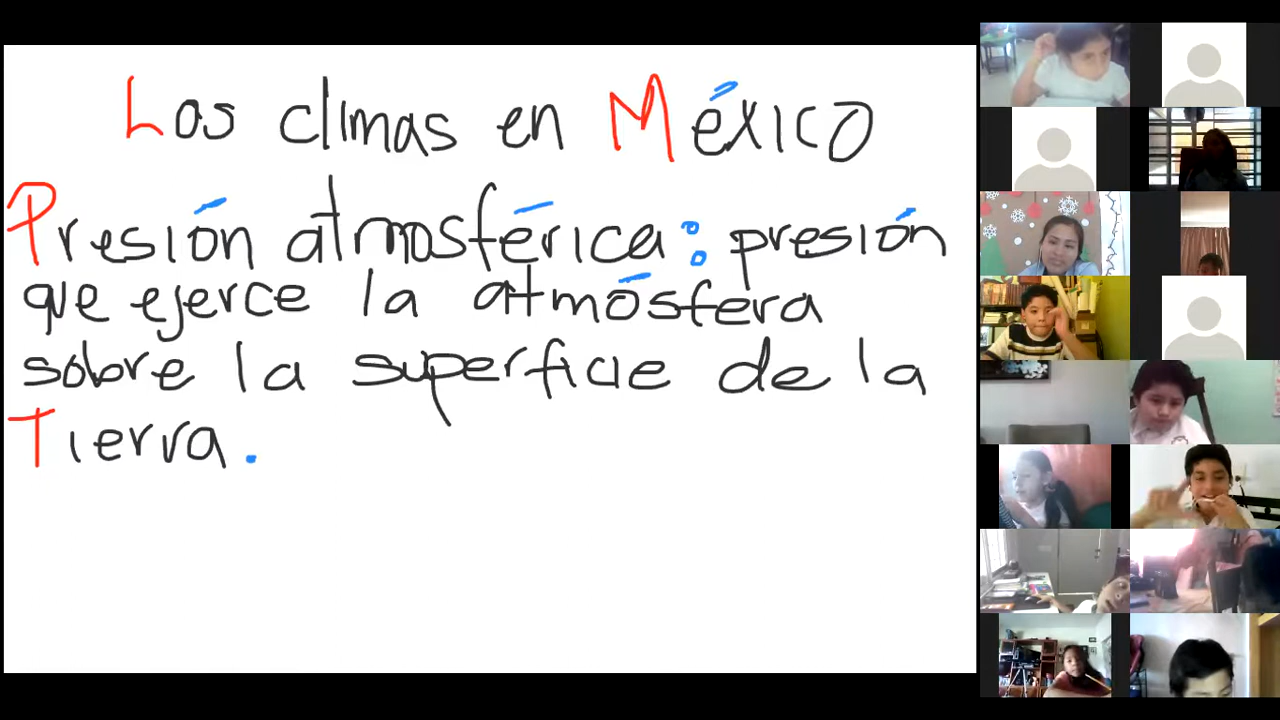 Los climas en México
Presión atmosférica: presión
que ejerce la atmósfera
sobre la superficie de la
Tierra.